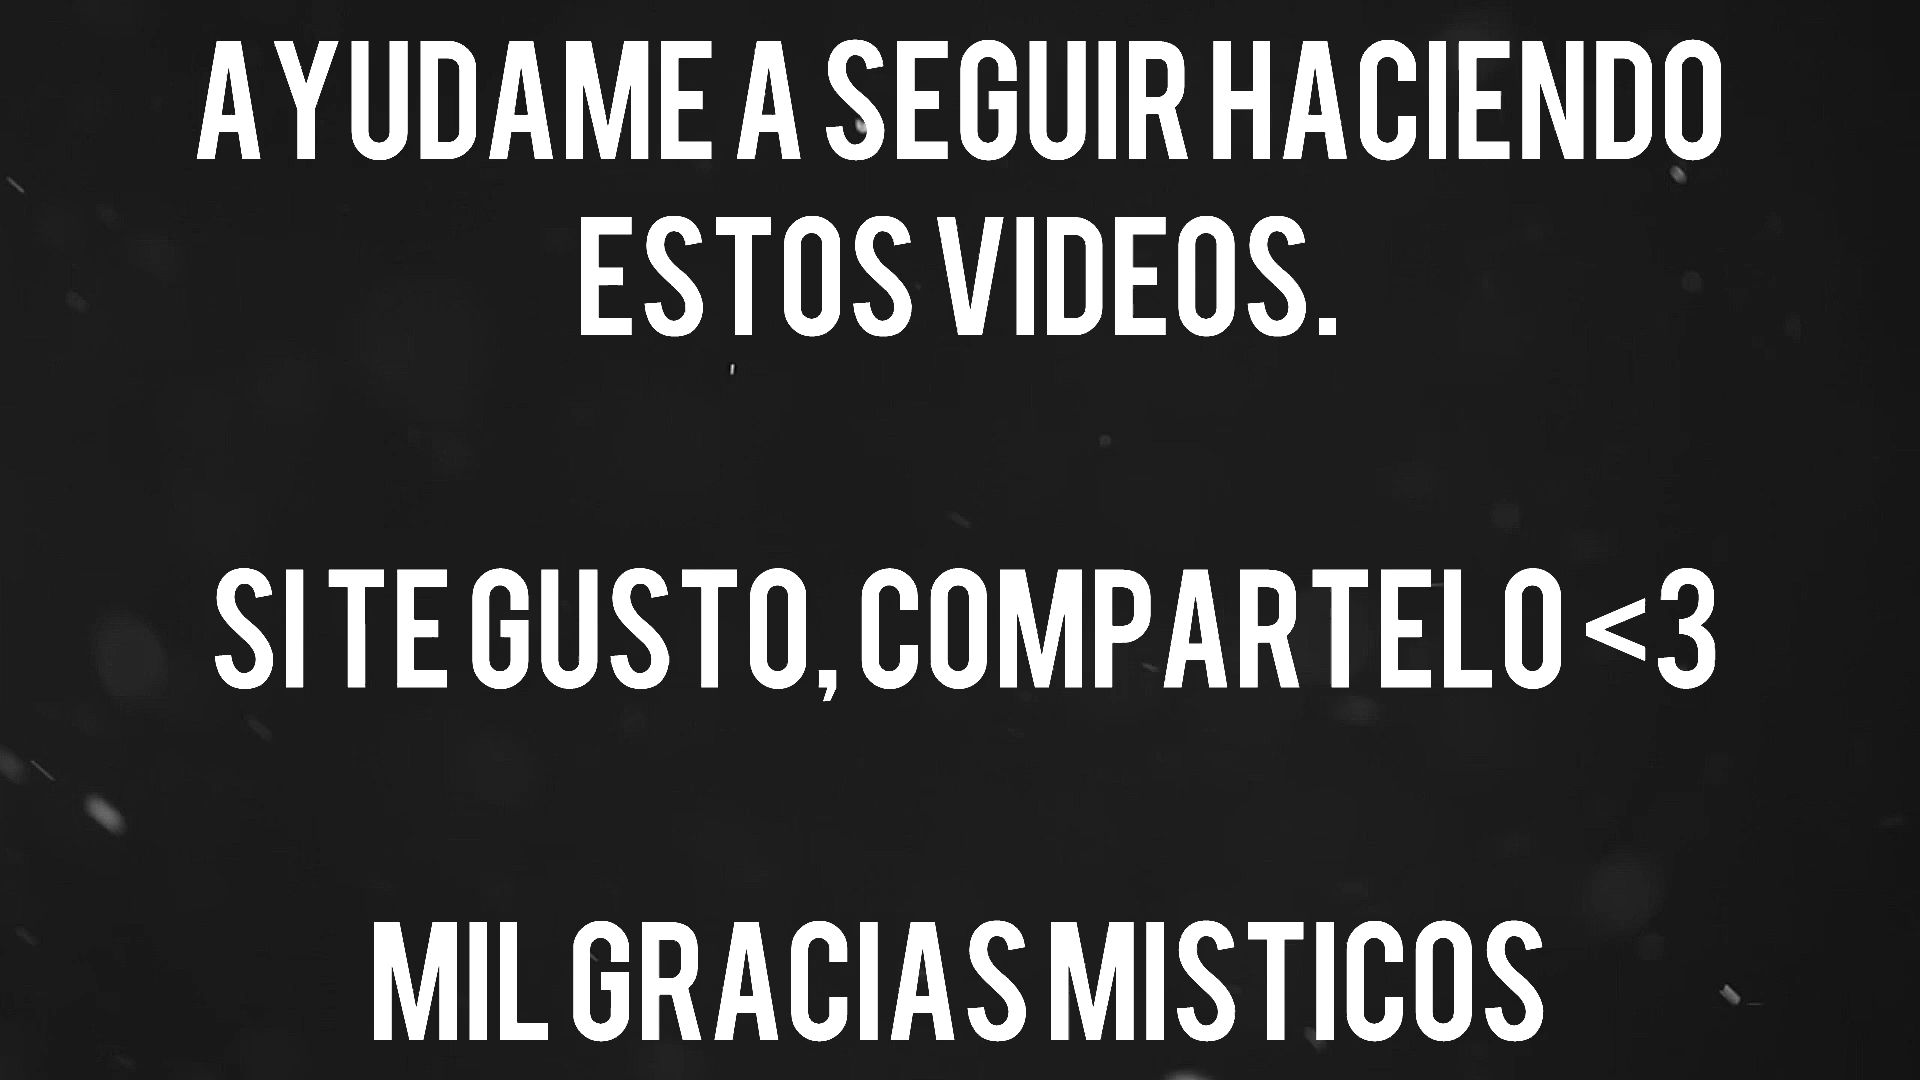 AYUDAME A SEGUIR HACIENDO
ESTOS VIDEOS.
SI TE GUSTO, COMPARTELO <3
MIL GRACIAS MISTICOS